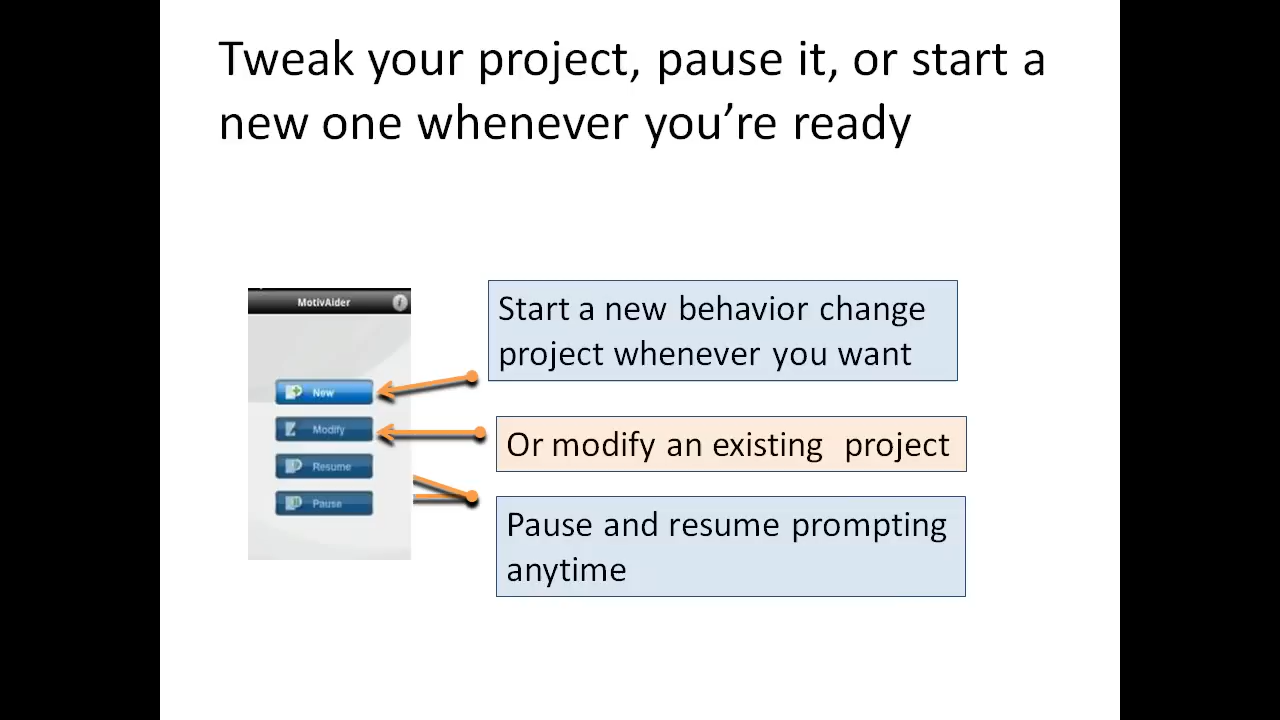 Tweak your project, pause it, or start a
new one whenever you’re ready
MotivAider
i
New
Modify
Resume
Pause
Start a new behavior change
project whenever you want
Or modify an existing project
Pause and resume prompting
anytime